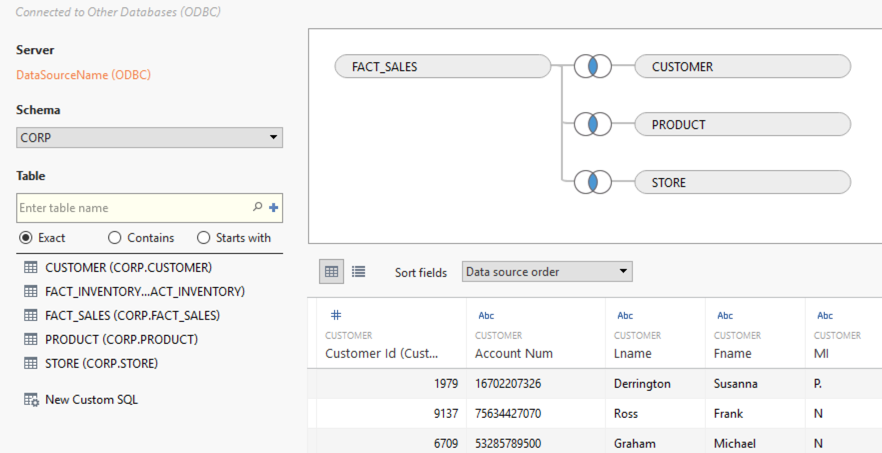 Connected to Other Databases (ODBC)
Server
DataSourceName (ODBC)
Schema
CORP
Table
Enter table name
Exact Contains Starts with
CUSTOMER (CORP.CUSTOMER)
FACT_INVENTORY...ACT_INVENTORY)
FACT_SALES (CORP.FACT_SALES)
PRODUCT (CORP.PRODUCT)
STORE (CORP.STORE)
New Custom SQL
FACT_SALES CUSTOMER
PRODUCT
STORE
Sort fields Data source order
# Abc Abc Abc Abc
CUSTOMER CUSTOMER CUSTOMER CUSTOMER CUSTOMER
Customer Id (Cust... Account Num Lname Fname MI
1979 16702207326 Derrington Susanna P.
9137 75634427070 Ross Frank N
6709 53285789500 Graham Michael N